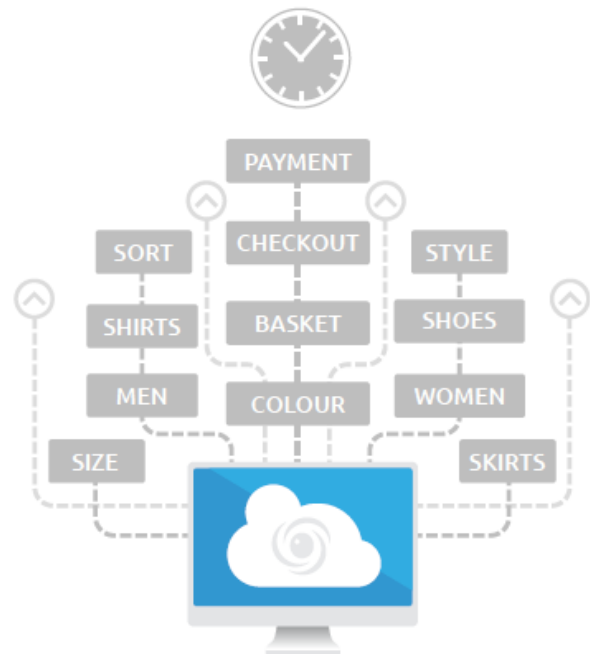 PAYMENT
CHECKOUT
SORT
STYLE
BASKET
SHIRTS
SHOES
MEN
COLOUR
WOMEN
SIZE
SKIRTS